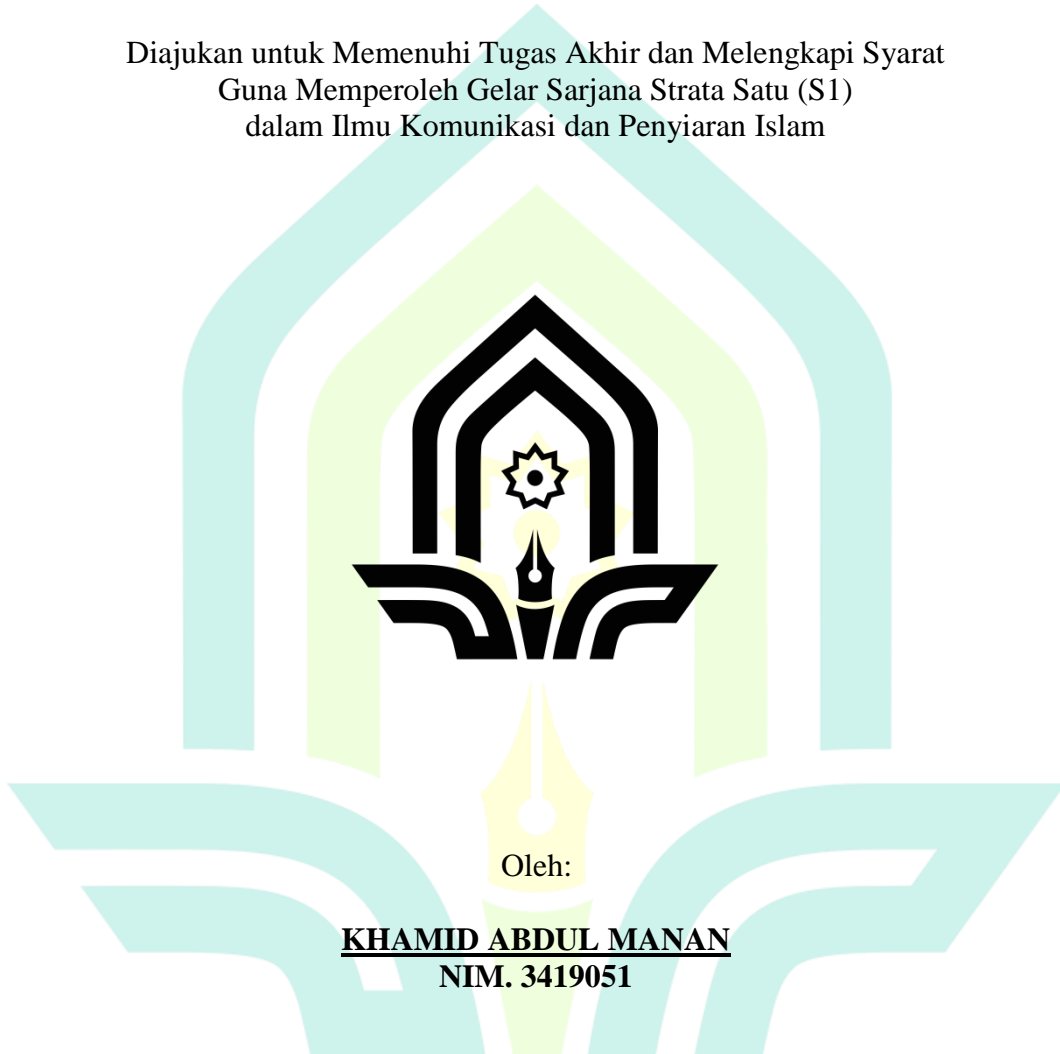 Diajukan untuk Memenuhi Tugas Akhir dan Melengkapi Syarat
Guna Memperoleh Gelar Sarjana Strata Satu (S1)
dalam Ilmu Komunikasi dan Penyiaran Islam
Oleh:
KHAMID ABDUL MANAN
NIM. 3419051